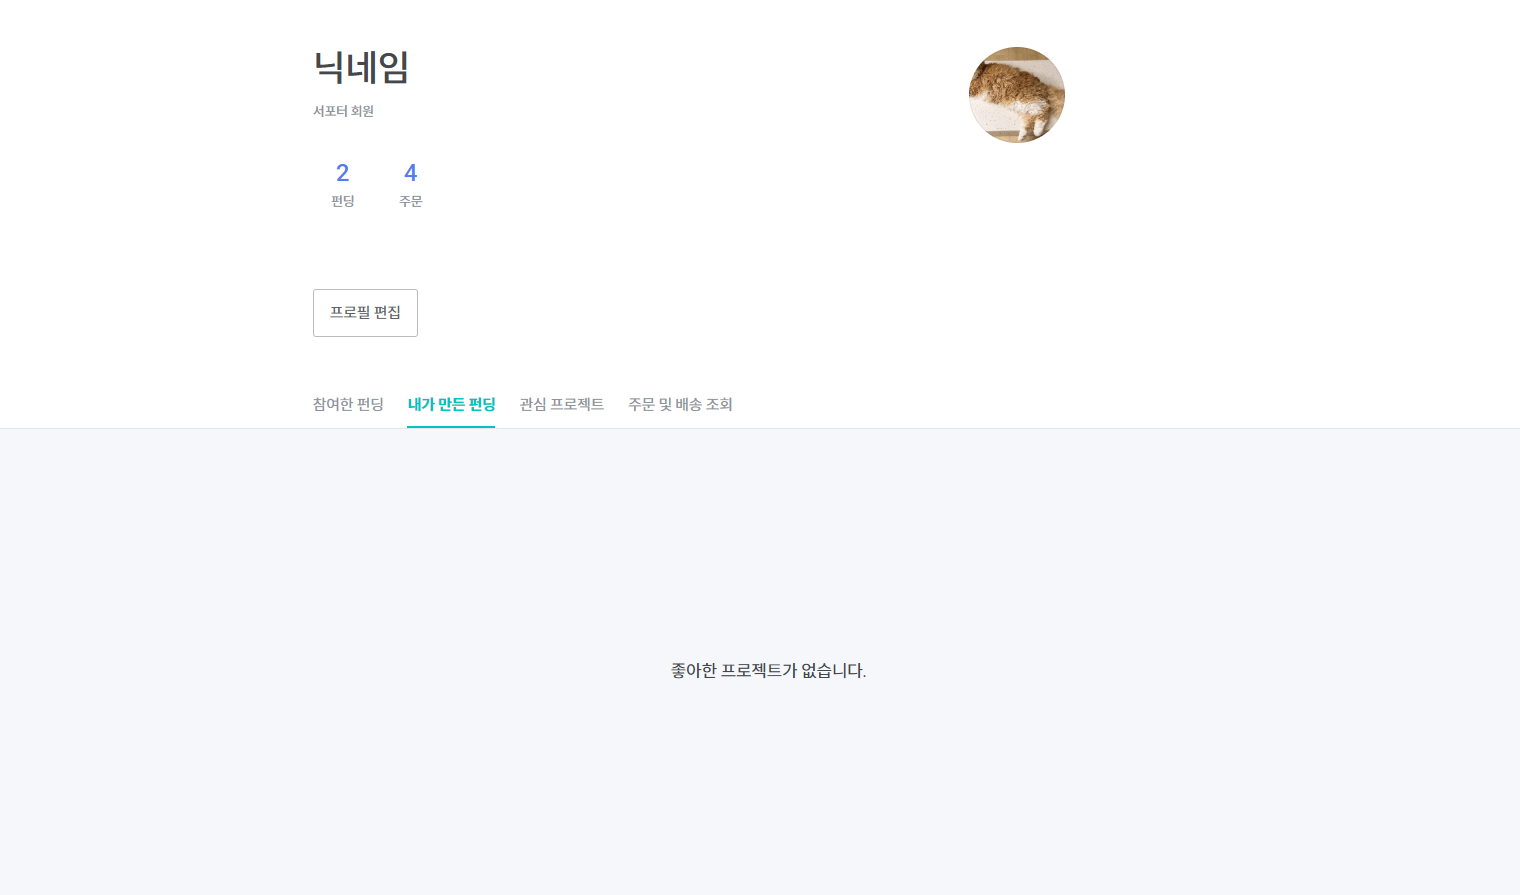 닉네임
서포터 회원
2 4
펀딩 주문
프로필 편집
참여한 펀딩 내가 만든 펀딩 관심 프로젝트 주문 및 배송 조회
좋아한 프로젝트가 없습니다.